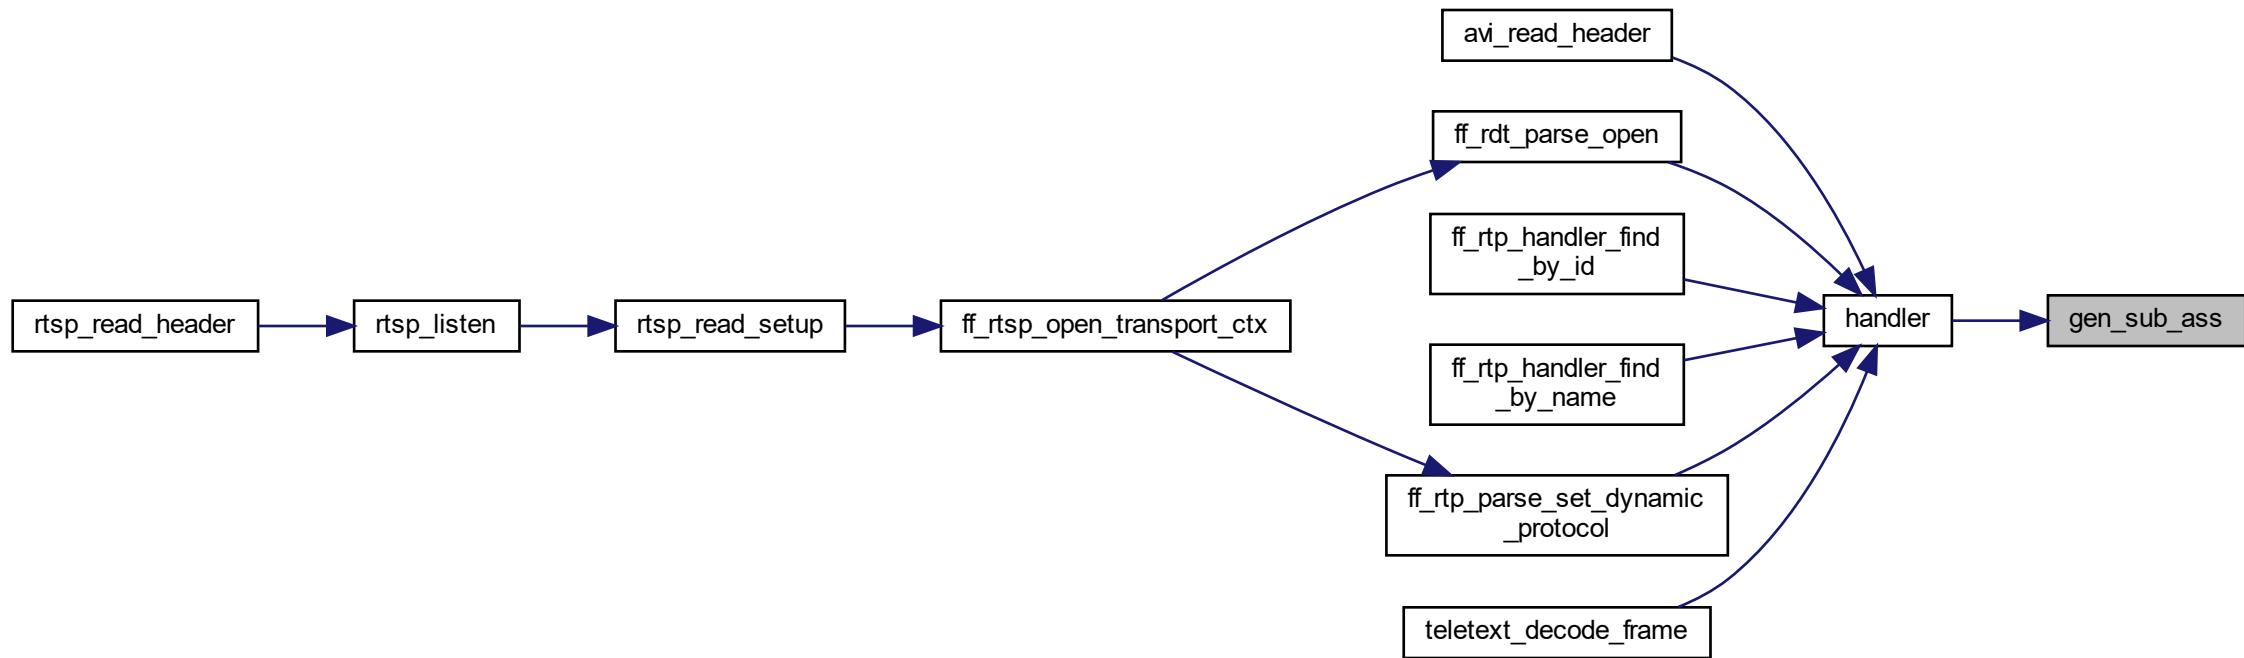 avi_read_header
ff_rdt_parse_open
ff_rtp_handler_find
_by_id
rtsp_read_header
rtsp_listen
rtsp_read_setup
ff_rtsp_open_transport_ctx
handler
gen_sub_ass
ff_rtp_handler_find
_by_name
ff_rtp_parse_set_dynamic
_protocol
teletext_decode_frame